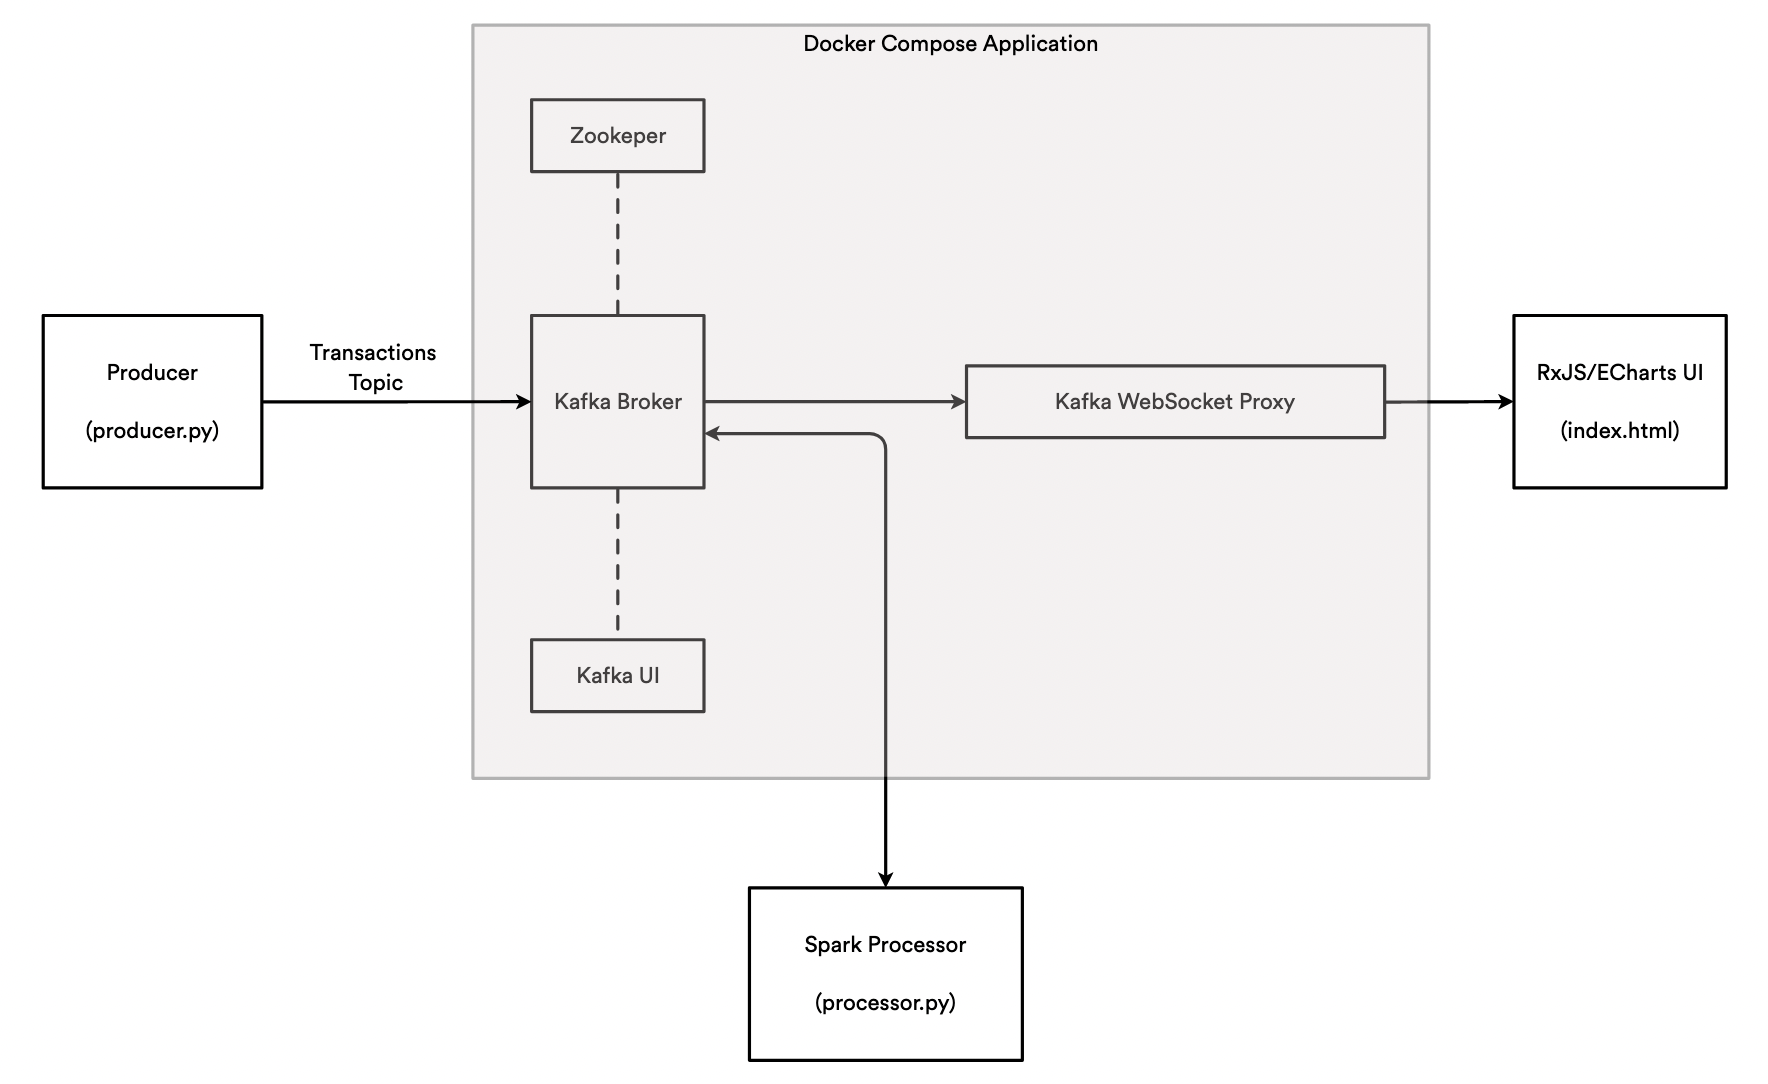 Docker Compose Application
Zookeper
Producer
(producer.py)
Transactions
Topic
Kafka Broker
Kafka WebSocket Proxy
RxJS/ECharts UI
(index.html)
Kafka UI
Spark Processor
(processor.py)